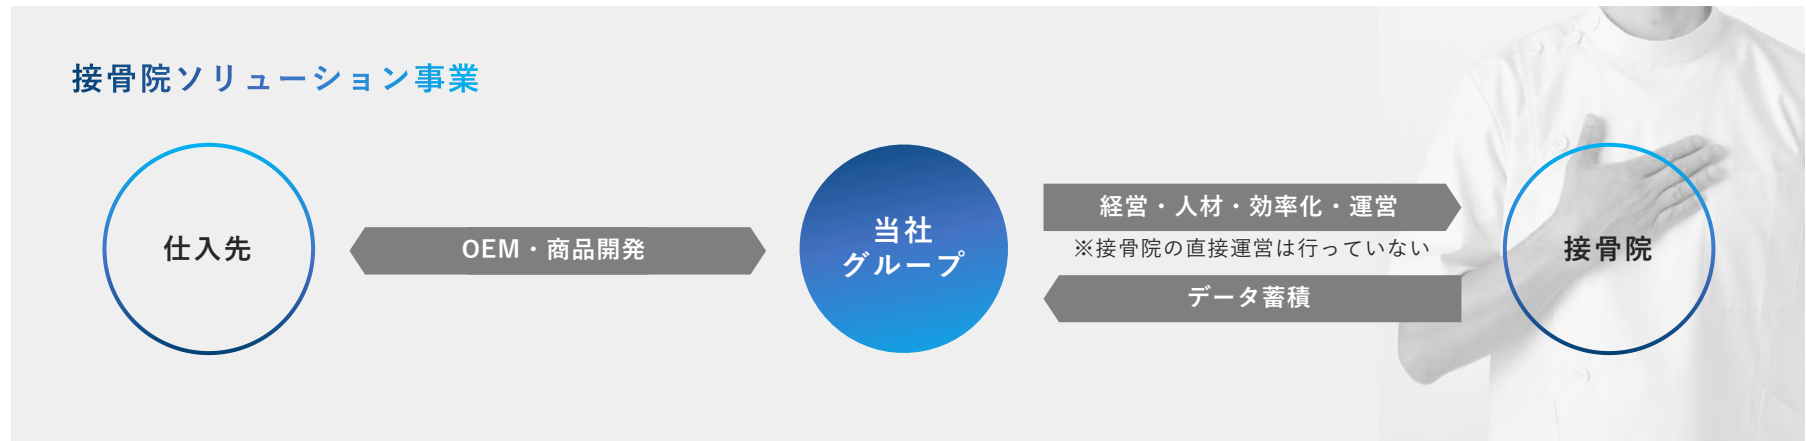 接骨院ソリューション事業
仕入先
OEM・商品開発
当社
グループ
経営・人材・効率化・運営
※接骨院の直接運営は行っていない
データ蓄積
接骨院